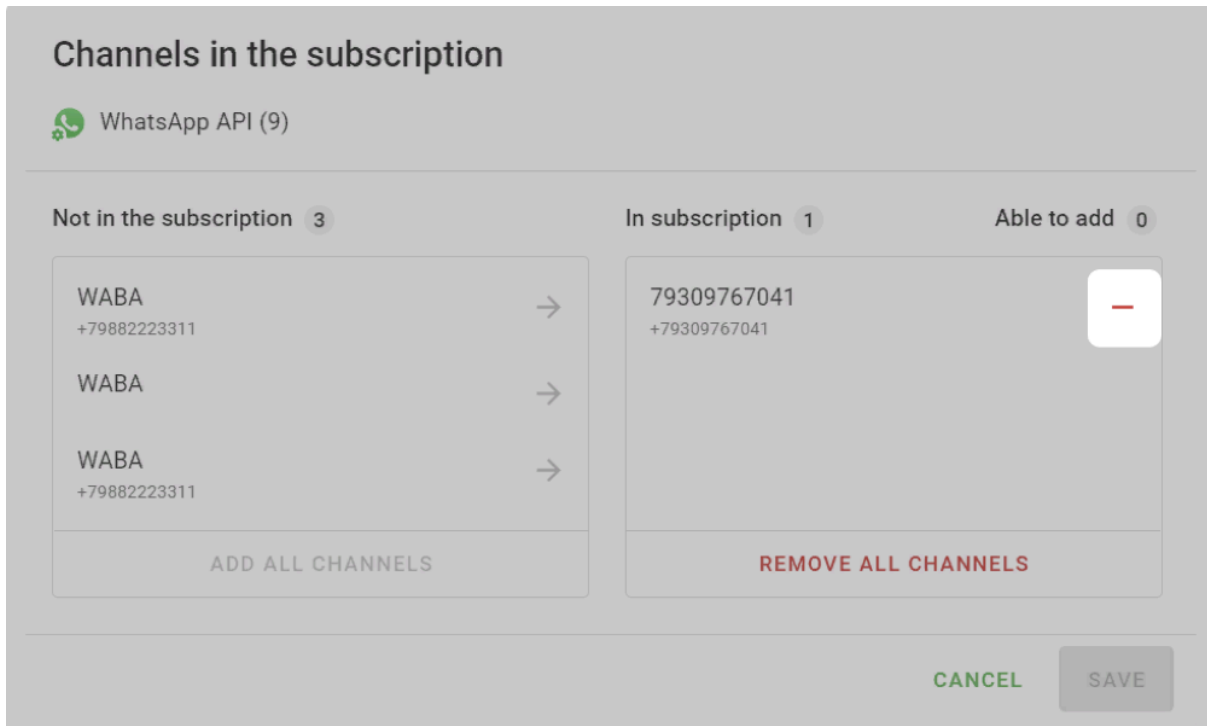 Channels in the subscription
WhatsApp API (9)
Not in the subscription 3
In subscription 1
Able to add 0
WABA
+79882223311
WABA
WABA
+79882223311
ADD ALL CHANNELS
79309767041
+79309767041
REMOVE ALL CHANNELS
CANCEL
SAVE